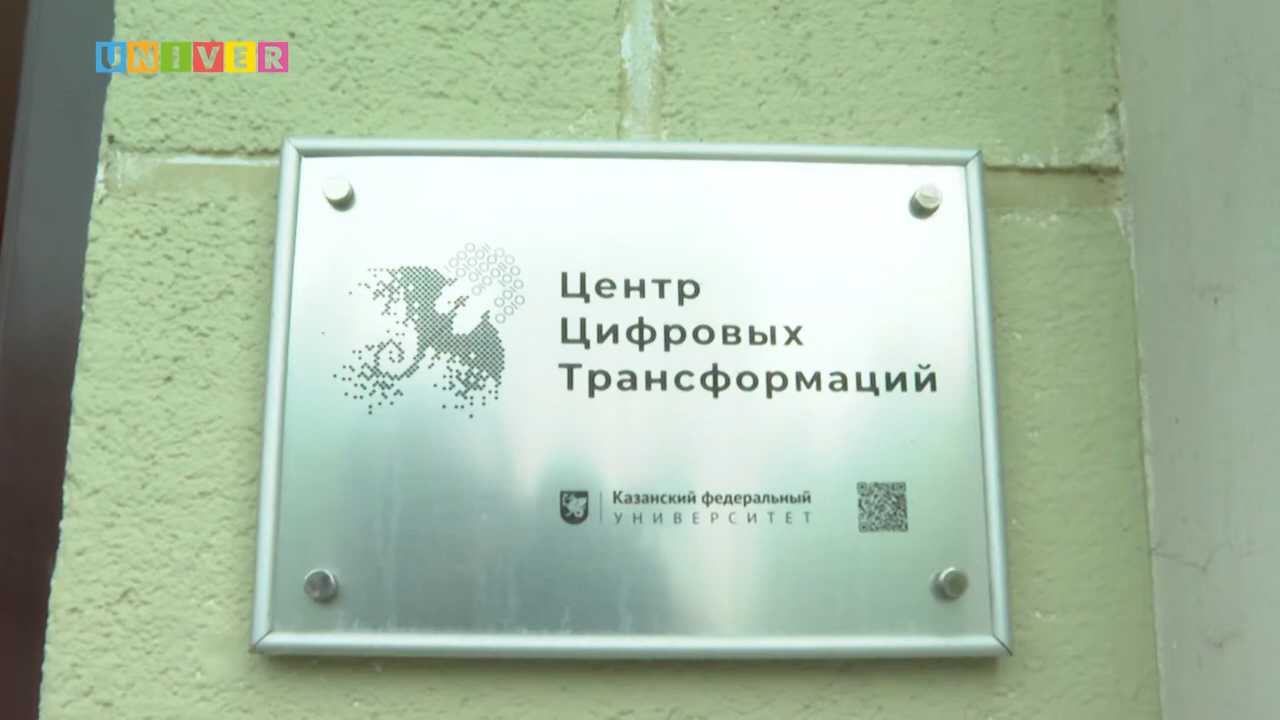 UNIVER
Центр
Цифровых
Трансформаций
Казанский федеральный
УНИВЕРСИТЕТ